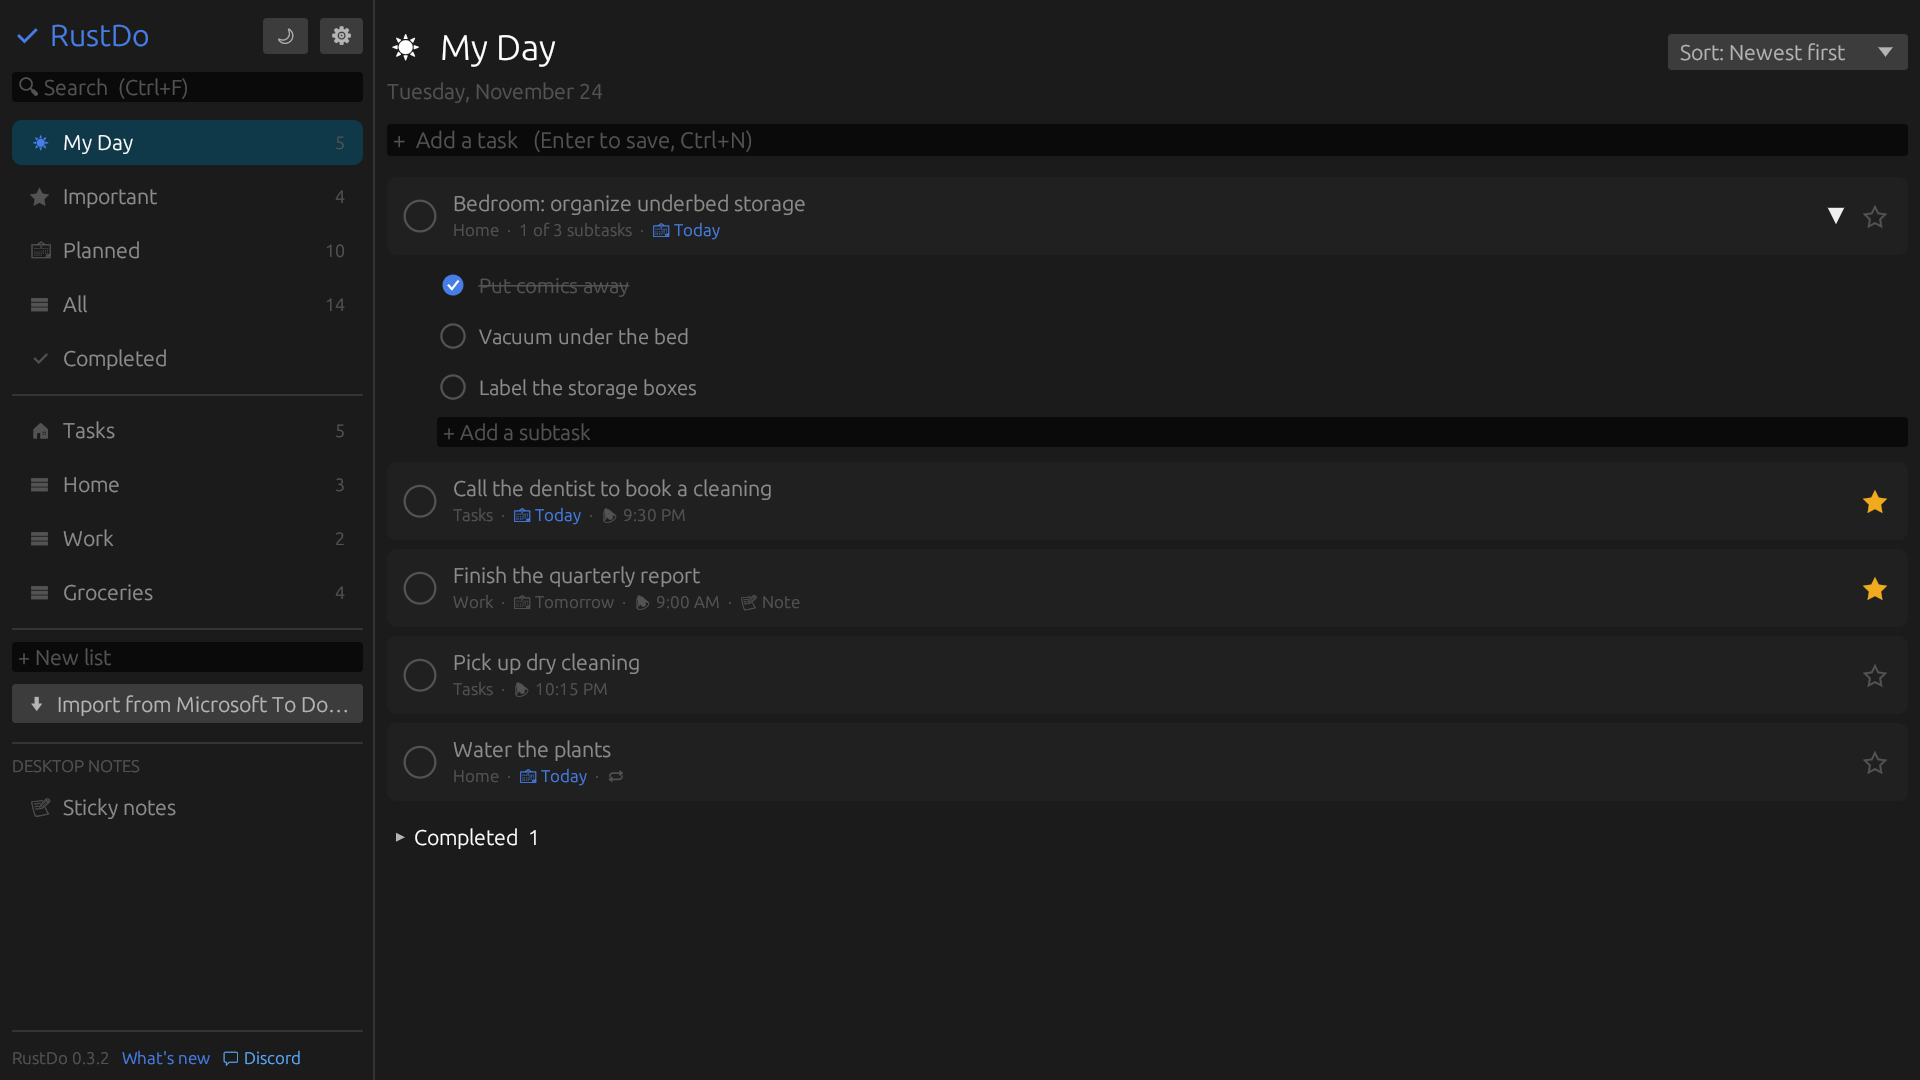 RustDo
Search (Ctrl+F)
My Day 5
Important 4
Planned 10
All 14
Completed
Tasks 5
Home 3
Work 2
Groceries 4
+ New list
Import from Microsoft To Do…
DESKTOP NOTES
Sticky notes
RustDo 0.3.2 What's new Discord
My Day
Sort: Newest first
Tuesday, November 24
+ Add a task (Enter to save, Ctrl+N)
Bedroom: organize underbed storage
Home · 1 of 3 subtasks · Today
Put comics away
Vacuum under the bed
Label the storage boxes
+ Add a subtask
Call the dentist to book a cleaning
Tasks · Today · 9:30 PM
Finish the quarterly report
Work · Tomorrow · 9:00 AM · Note
Pick up dry cleaning
Tasks · 10:15 PM
Water the plants
Home · Today ·
Completed 1